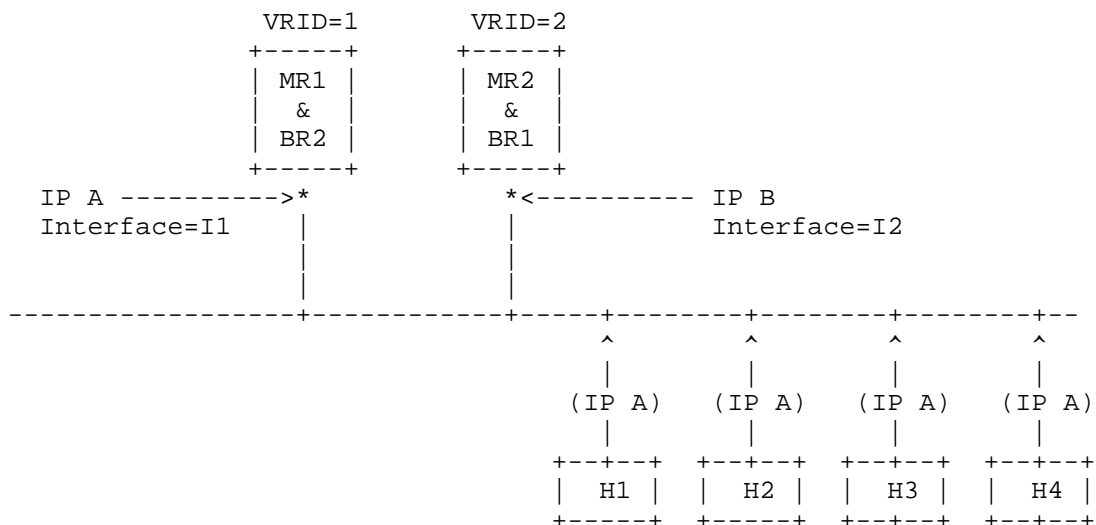 VRID=1 VRID=2
MR1 MR2
& &
BR2 BR1
IP A ---------->* *<---------- IP B
Interface=I1 Interface=I2
(IP A) (IP A) (IP A) (IP A)
H1 H2 H3 H4